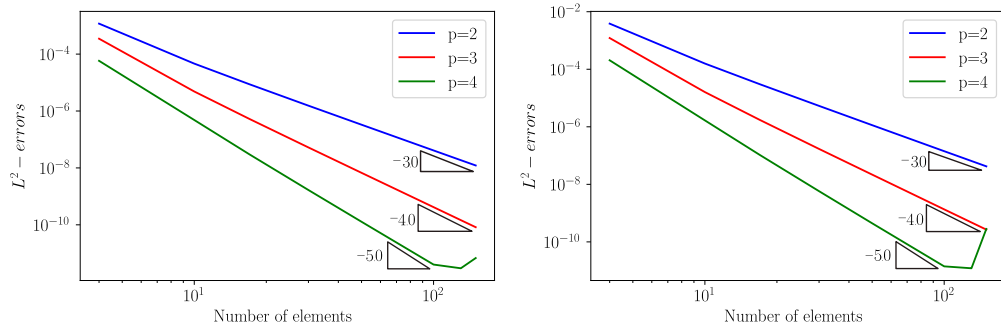 10^{-4}
10^{-6}
10^{-8}
10^{-10}
L^2 - errors
p=2
p=3
p=4
-30
-40
-50
10^1
10^2
Number of elements
10^{-2}
10^{-4}
10^{-6}
10^{-8}
10^{-10}
L^2 - errors
p=2
p=3
p=4
-30
-40
-50
10^1
10^2
Number of elements